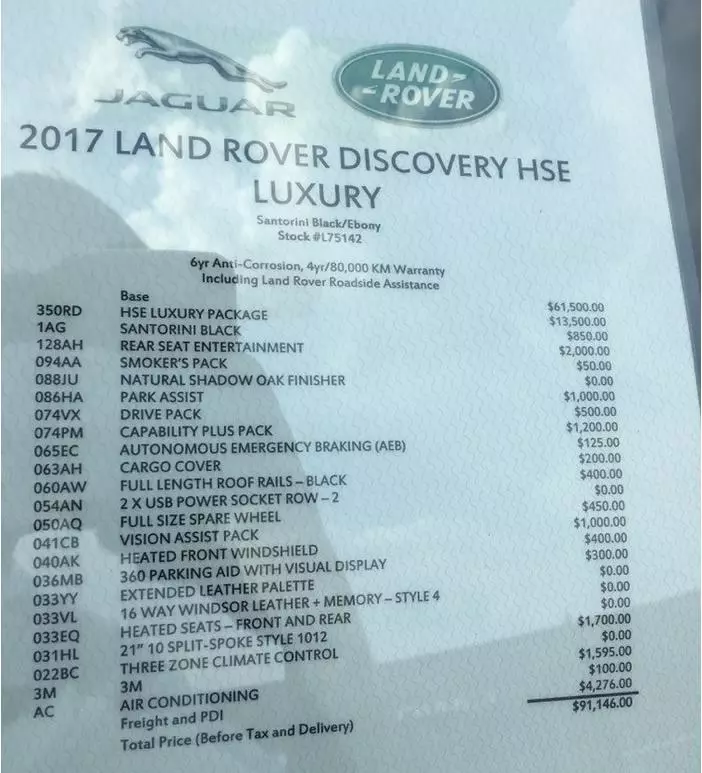 JAGUAR
LAND-
-ROVER
2017 LAND ROVER DISCOVERY HSE
LUXURY
Santorini Black/Ebony
Stock #L75142
6yr Anti-Corrosion, 4yr/80,000 KM Warranty
Including Land Rover Roadside Assistance
Base $61,500.00
350RD HSE LUXURY PACKAGE $13,500.00
1AG SANTORINI BLACK $850.00
128AH REAR SEAT ENTERTAINMENT $2,000.00
094AA SMOKER'S PACK $50.00
088JU NATURAL SHADOW OAK FINISHER $0.00
086HA PARK ASSIST $1,000.00
074VX DRIVE PACK $500.00
074PM CAPABILITY PLUS PACK $1,200.00
065EC AUTONOMOUS EMERGENCY BRAKING (AEB) $125.00
063AH CARGO COVER $200.00
060AW FULL LENGTH ROOF RAILS – BLACK $400.00
054AN 2 X USB POWER SOCKET ROW – 2 $0.00
050AQ FULL SIZE SPARE WHEEL $450.00
041CB VISION ASSIST PACK $1,000.00
040AK HEATED FRONT WINDSHIELD $400.00
036MB 360 PARKING AID WITH VISUAL DISPLAY $300.00
033YY EXTENDED LEATHER PALETTE $0.00
033VL 16 WAY WINDSOR LEATHER + MEMORY – STYLE 4 $0.00
033EQ HEATED SEATS – FRONT AND REAR $0.00
031HL 21" 10 SPLIT-SPOKE STYLE 1012 $1,700.00
022BC THREE ZONE CLIMATE CONTROL $0.00
3M 3M $1,595.00
AC AIR CONDITIONING $100.00
Freight and PDI $4,276.00
Total Price (Before Tax and Delivery) $91,146.00